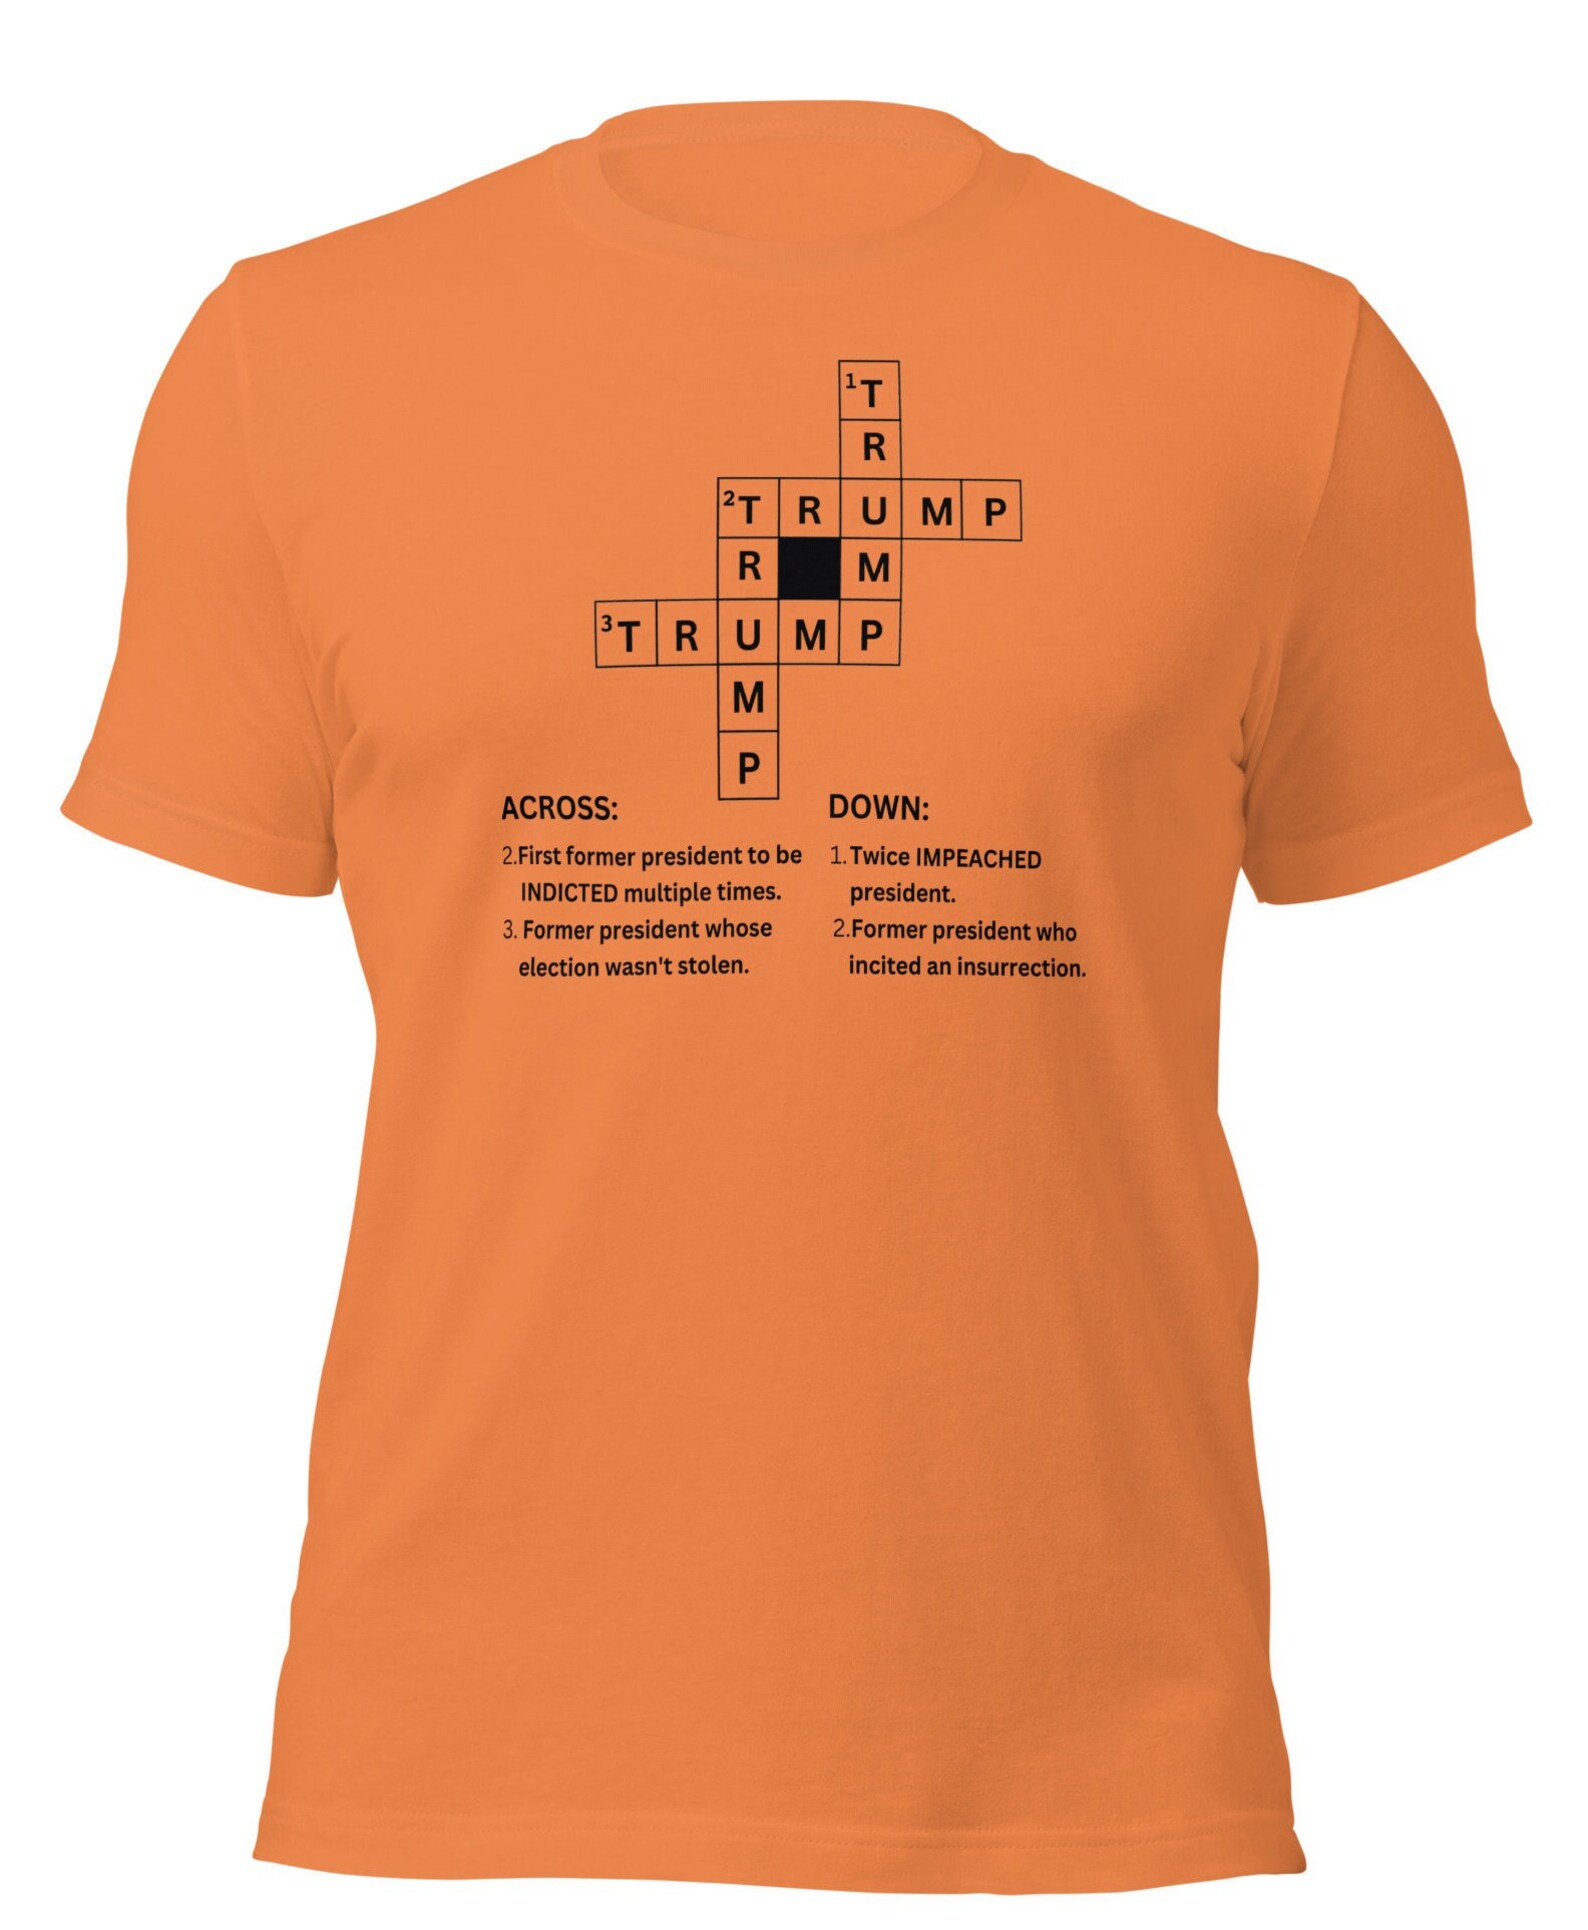 1T
R
2T R U M P
R M
3T R U M P
M
P
ACROSS:
2.First former president to be
INDICTED multiple times.
3. Former president whose
election wasn't stolen.
DOWN:
1.Twice IMPEACHED
president.
2.Former president who
incited an insurrection.